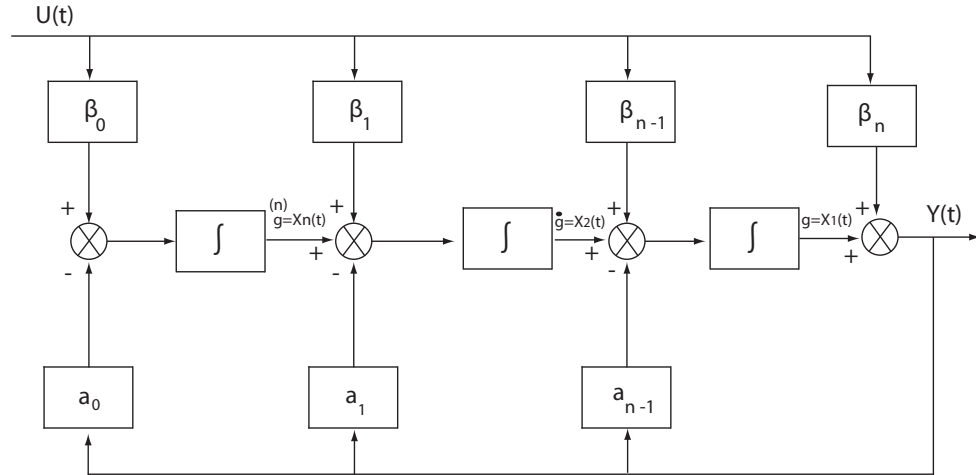 U(t)
β0
β1
βn-1
βn
+
+
+
+
(n)
g=Xn(t)
ġ=X2(t)
g=X1(t)
Y(t)
∫
∫
∫
+
+
+
-
-
-
a0
a1
an-1